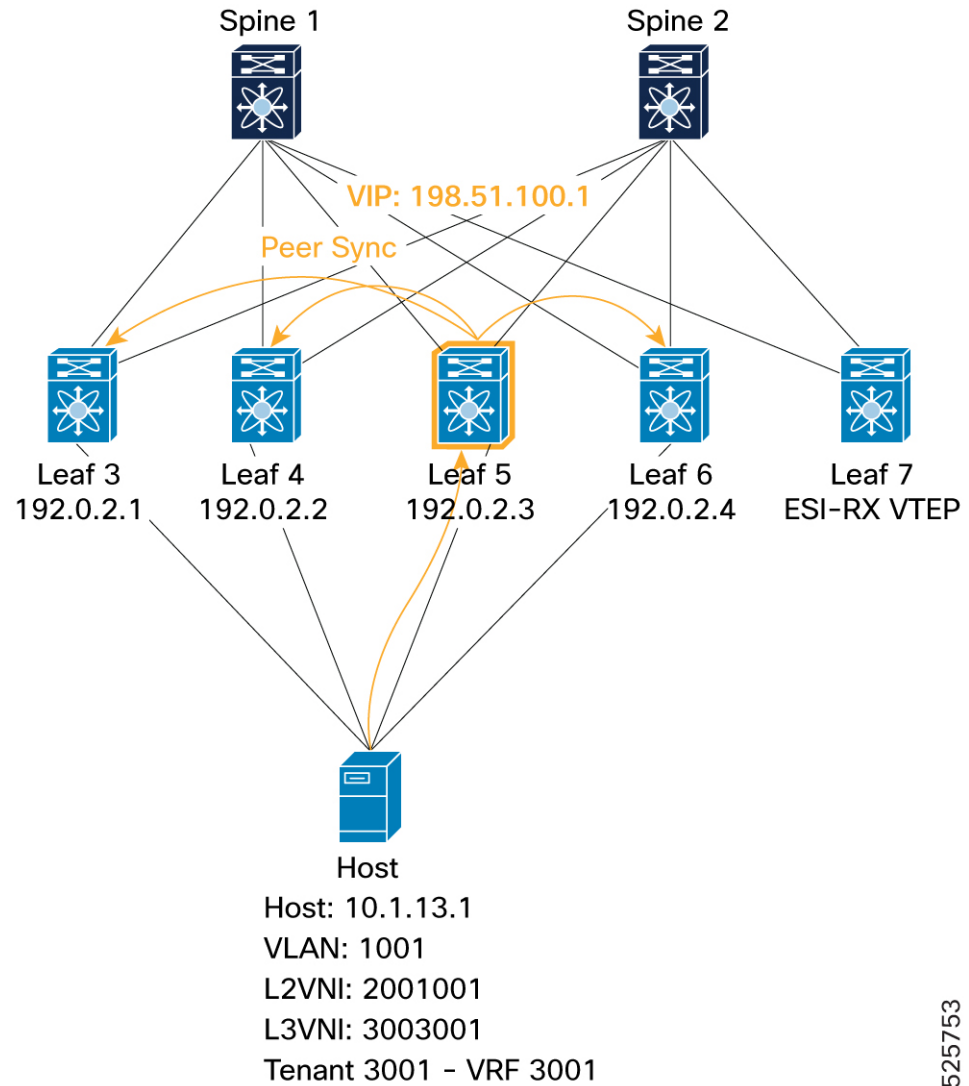 Spine 1
Spine 2
VIP: 198.51.100.1
Peer Sync
Leaf 3
192.0.2.1
Leaf 4
192.0.2.2
Leaf 5
192.0.2.3
Leaf 6
192.0.2.4
Leaf 7
ESI-RX VTEP
Host
Host: 10.1.13.1
VLAN: 1001
L2VNI: 2001001
L3VNI: 3003001
Tenant 3001 - VRF 3001
525753